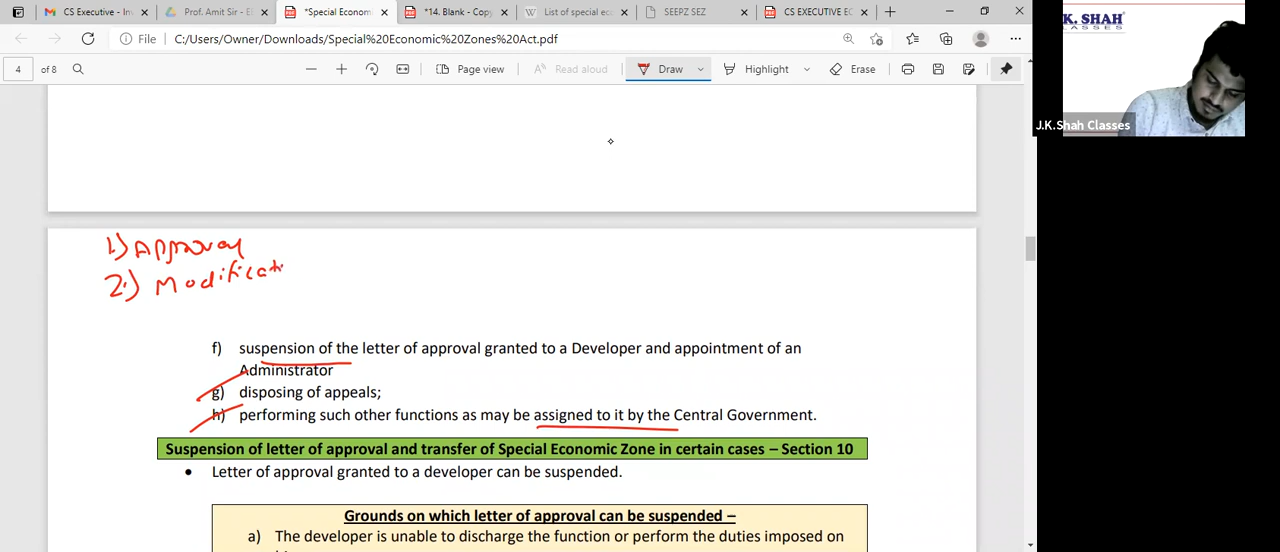 CS Executive - Inv
Prof. Amit Sir - E
*Special Economi
*14. Blank - Copy
List of special ec
SEEPZ SEZ
CS EXECUTIVE EC
File C:/Users/Owner/Downloads/Special%20Economic%20Zones%20Act.pdf
4 of 8 Page view Read aloud Draw Highlight Erase
K. SHAH
CLASSES
J.K.Shah Classes
1.) Approval
2.) Modificati
f) suspension of the letter of approval granted to a Developer and appointment of an
Administrator
g) disposing of appeals;
h) performing such other functions as may be assigned to it by the Central Government.
Suspension of letter of approval and transfer of Special Economic Zone in certain cases – Section 10
• Letter of approval granted to a developer can be suspended.
Grounds on which letter of approval can be suspended –
a) The developer is unable to discharge the function or perform the duties imposed on